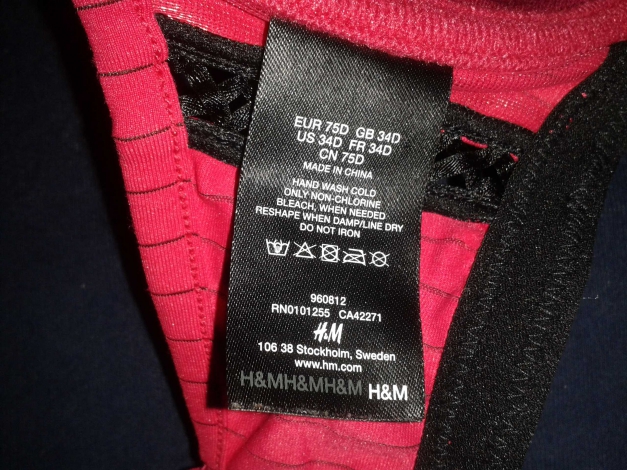 EUR 75D GB 34D
US 34D FR 34D
CN 75D
MADE IN CHINA
HAND WASH COLD
ONLY NON-CHLORINE
BLEACH, WHEN NEEDED
RESHAPE WHEN DAMP/LINE DRY
DO NOT IRON
960812
RN0101255 CA42271
H&M
106 38 Stockholm, Sweden
www.hm.com
H&MH&MH&M H&M